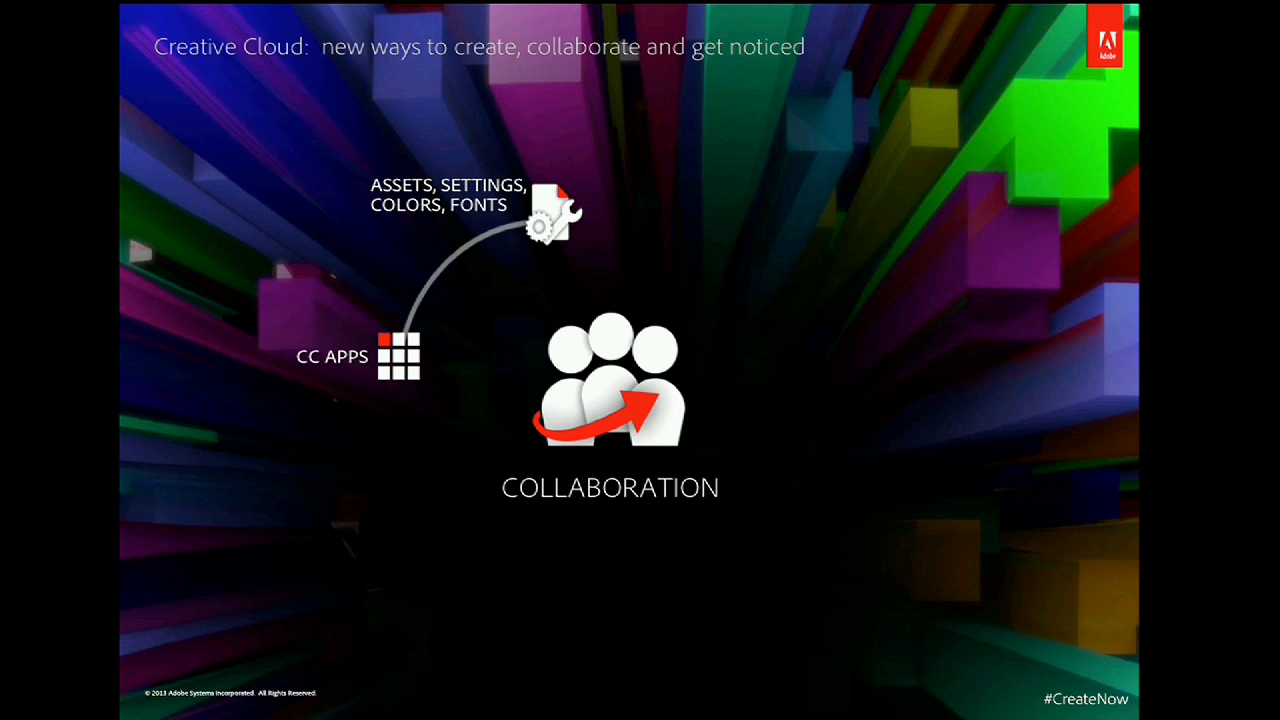 Creative Cloud: new ways to create, collaborate and get noticed
Adobe
ASSETS, SETTINGS,
COLORS, FONTS
CC APPS
COLLABORATION
© 2013 Adobe Systems Incorporated. All Rights Reserved.
#CreateNow